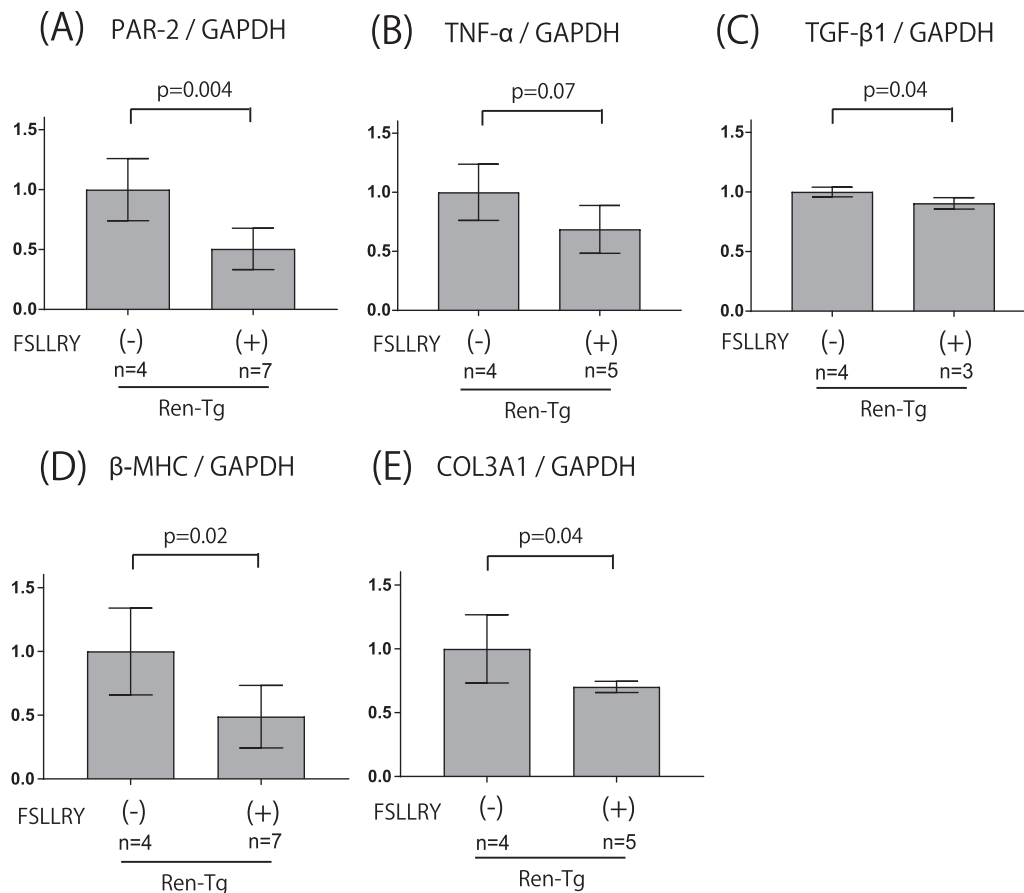 (A) PAR-2 / GAPDH
p=0.004
1.5
1.0
0.5
0.0
FSLLRY (-) (+)
n=4 n=7
Ren-Tg
(B) TNF-α / GAPDH
p=0.07
1.5
1.0
0.5
0.0
FSLLRY (-) (+)
n=4 n=5
Ren-Tg
(C) TGF-β1 / GAPDH
p=0.04
1.5
1.0
0.5
0.0
FSLLRY (-) (+)
n=4 n=3
Ren-Tg
(D) β-MHC / GAPDH
p=0.02
1.5
1.0
0.5
0.0
FSLLRY (-) (+)
n=4 n=7
Ren-Tg
(E) COL3A1 / GAPDH
p=0.04
1.5
1.0
0.5
0.0
FSLLRY (-) (+)
n=4 n=5
Ren-Tg